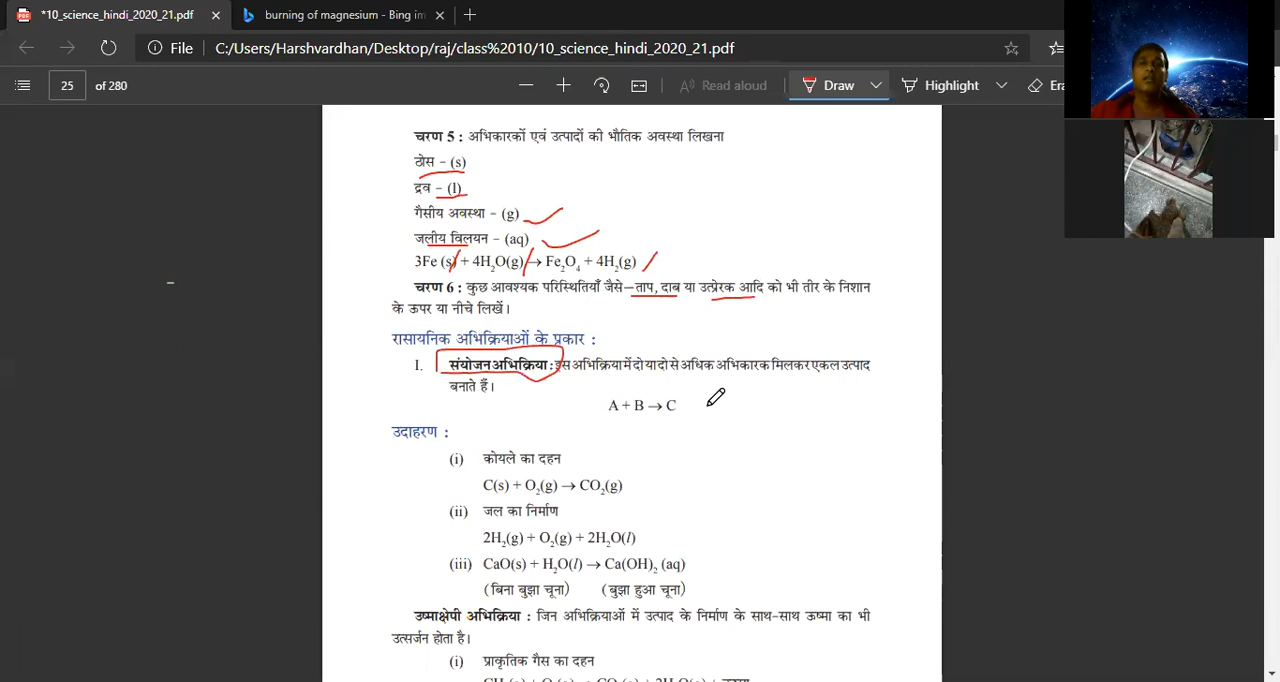 *10_science_hindi_2020_21.pdf
burning of magnesium - Bing im
File C:/Users/Harshvardhan/Desktop/raj/class%2010/10_science_hindi_2020_21.pdf
25 of 280
Read aloud
Draw
Highlight
Era
चरण 5 : अभिकारकों एवं उत्पादों की भौतिक अवस्था लिखना
ठोस – (s)
द्रव – (l)
गैसीय अवस्था – (g)
जलीय विलयन – (aq)
3Fe (s) + 4H₂O(g) → Fe₂O₄ + 4H₂(g)
चरण 6 : कुछ आवश्यक परिस्थितियाँ जैसे–ताप, दाब या उत्प्रेरक आदि को भी तीर के निशान
के ऊपर या नीचे लिखें।
रासायनिक अभिक्रियाओं के प्रकार :
I. संयोजन अभिक्रिया : इस अभिक्रिया में दो या दो से अधिक अभिकारक मिलकर एकल उत्पाद
बनाते हैं।
A + B → C
उदाहरण :
(i) कोयले का दहन
C(s) + O₂(g) → CO₂(g)
(ii) जल का निर्माण
2H₂(g) + O₂(g) + 2H₂O(l)
(iii) CaO(s) + H₂O(l) → Ca(OH)₂ (aq)
(बिना बुझा चूना) (बुझा हुआ चूना)
उष्माक्षेपी अभिक्रिया : जिन अभिक्रियाओं में उत्पाद के निर्माण के साथ-साथ ऊष्मा का भी
उत्सर्जन होता है।
(i) प्राकृतिक गैस का दहन